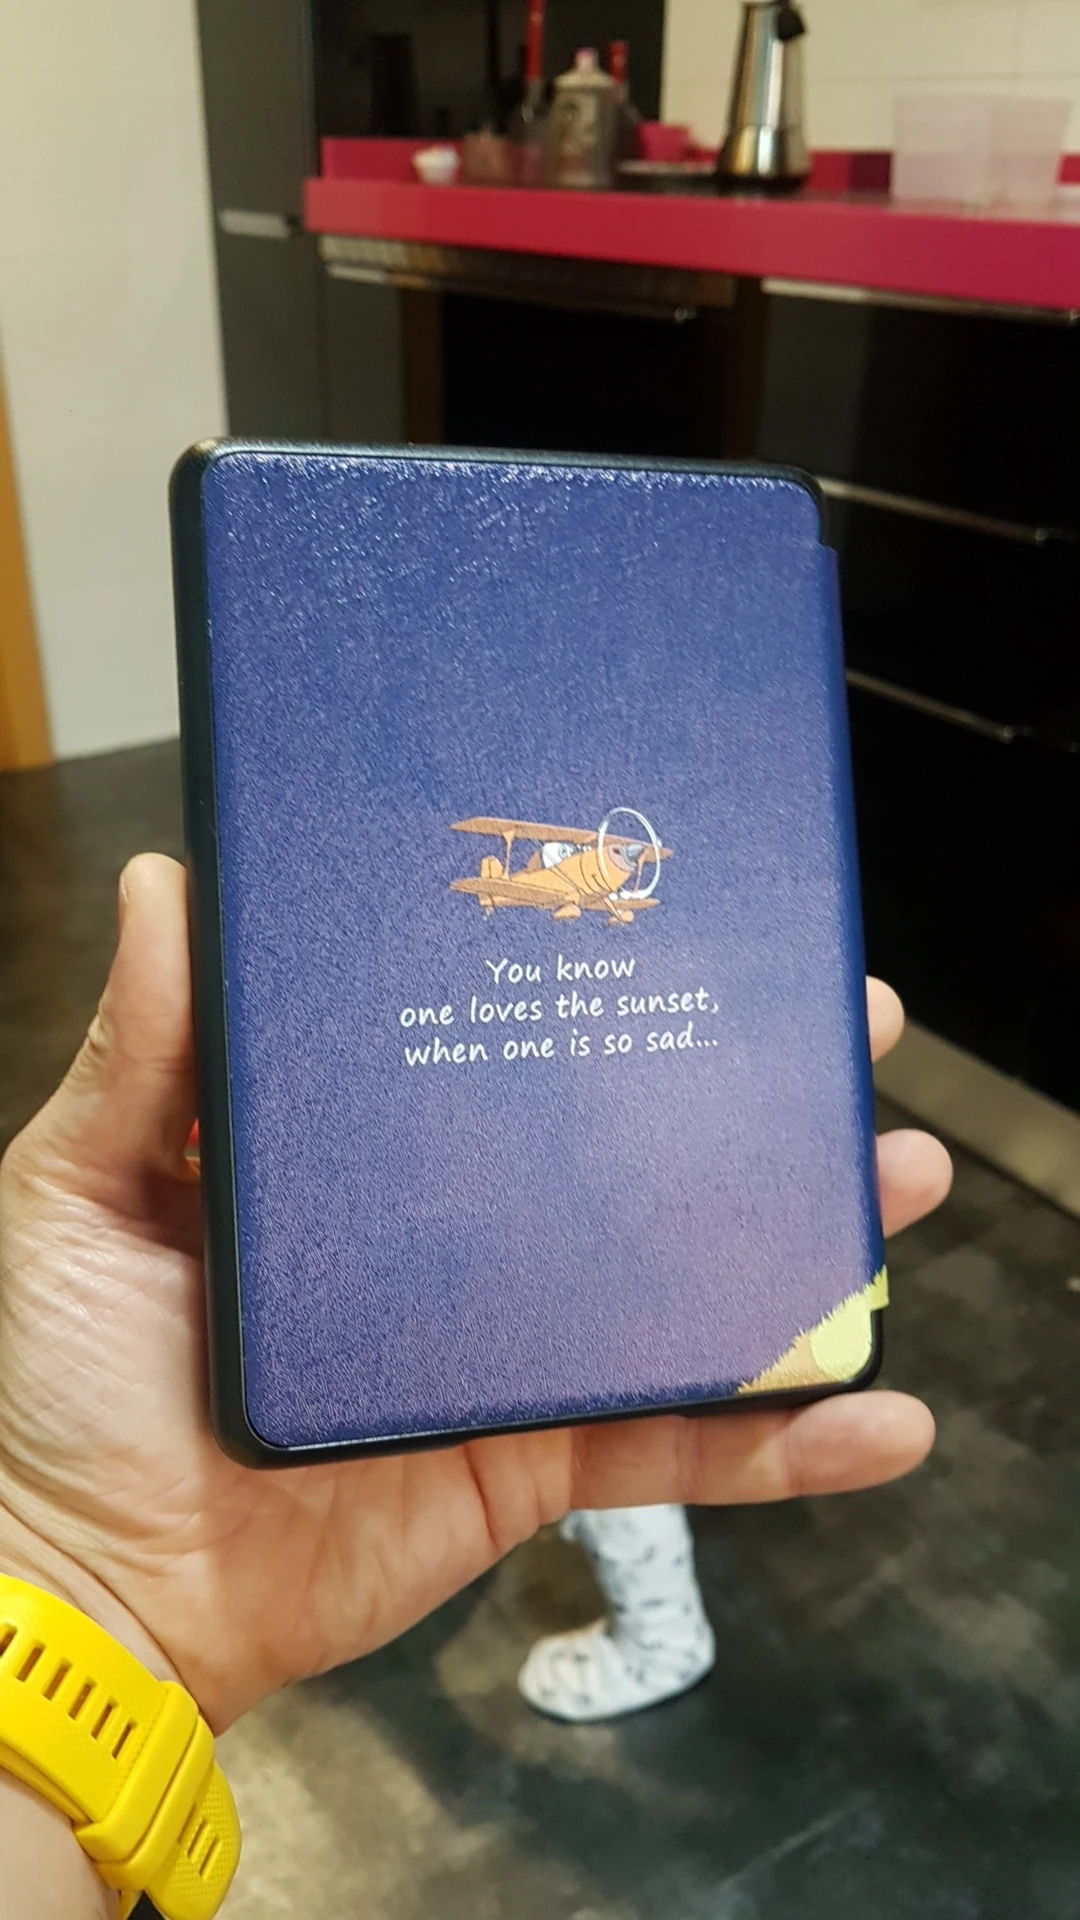 You know
one loves the sunset,
when one is so sad...